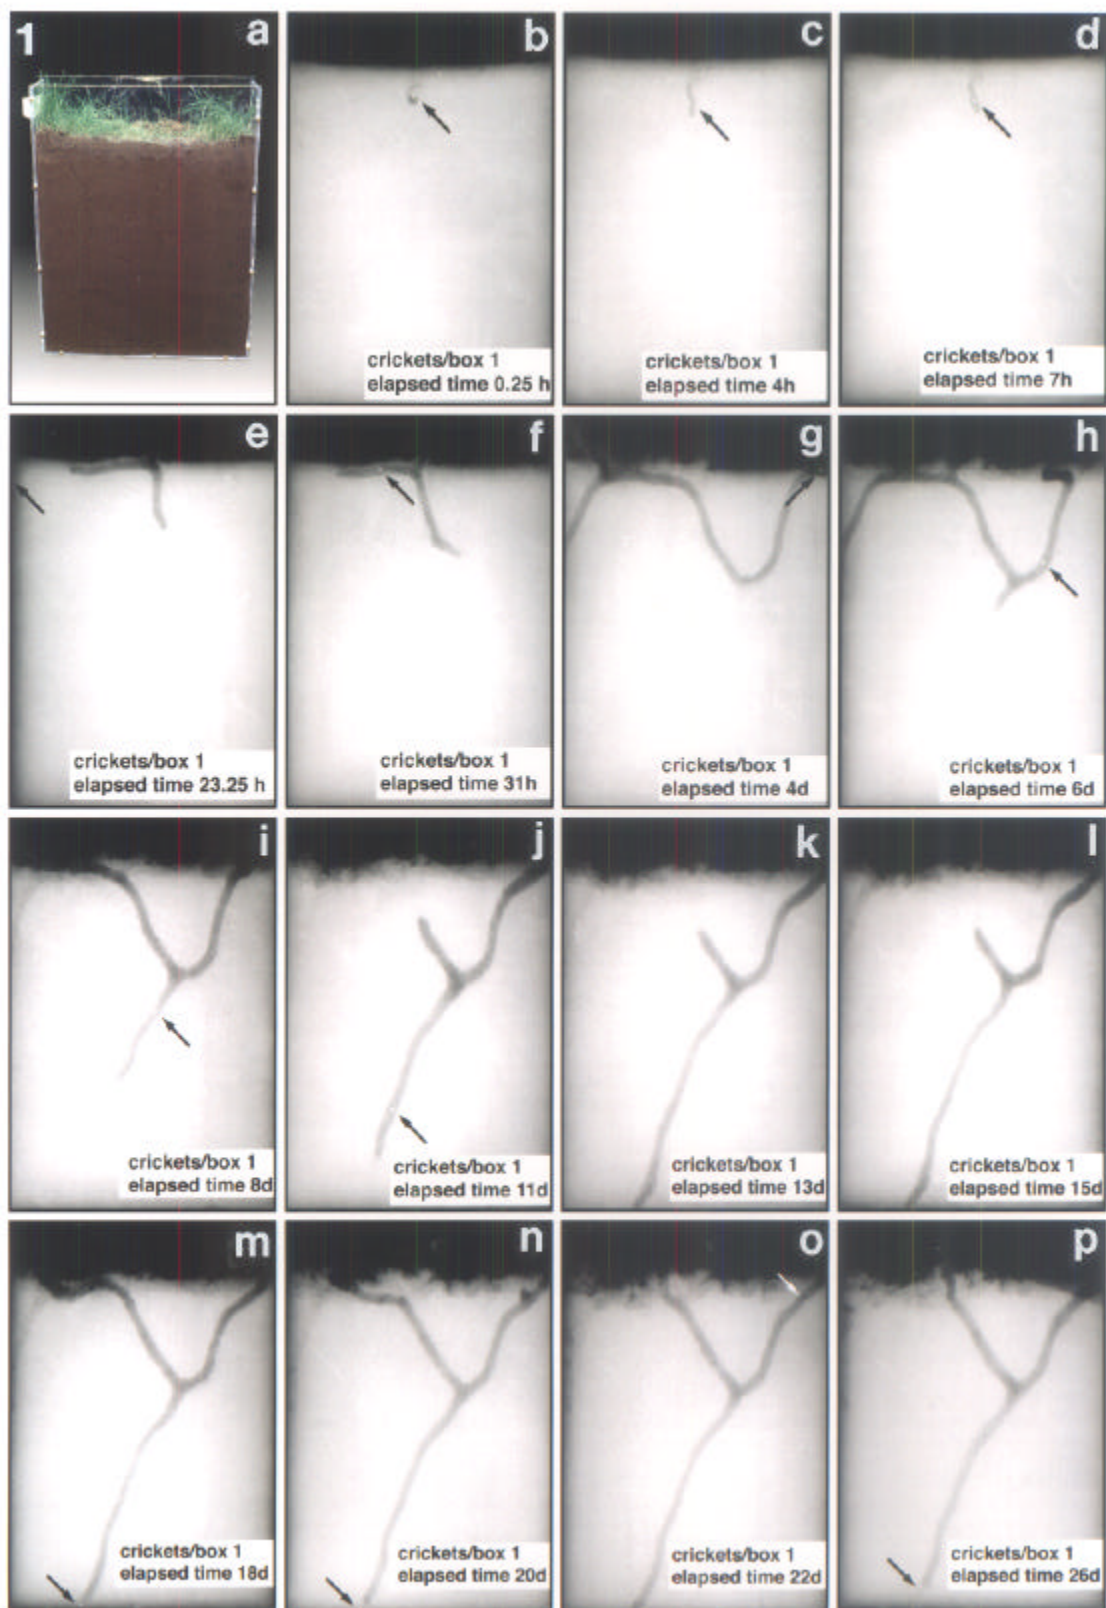 1 a
b
crickets/box 1
elapsed time 0.25 h
c
crickets/box 1
elapsed time 4h
d
crickets/box 1
elapsed time 7h
e
crickets/box 1
elapsed time 23.25 h
f
crickets/box 1
elapsed time 31h
g
crickets/box 1
elapsed time 4d
h
crickets/box 1
elapsed time 6d
i
crickets/box 1
elapsed time 8d
j
crickets/box 1
elapsed time 11d
k
crickets/box 1
elapsed time 13d
l
crickets/box 1
elapsed time 15d
m
crickets/box 1
elapsed time 18d
n
crickets/box 1
elapsed time 20d
o
crickets/box 1
elapsed time 22d
p
crickets/box 1
elapsed time 26d